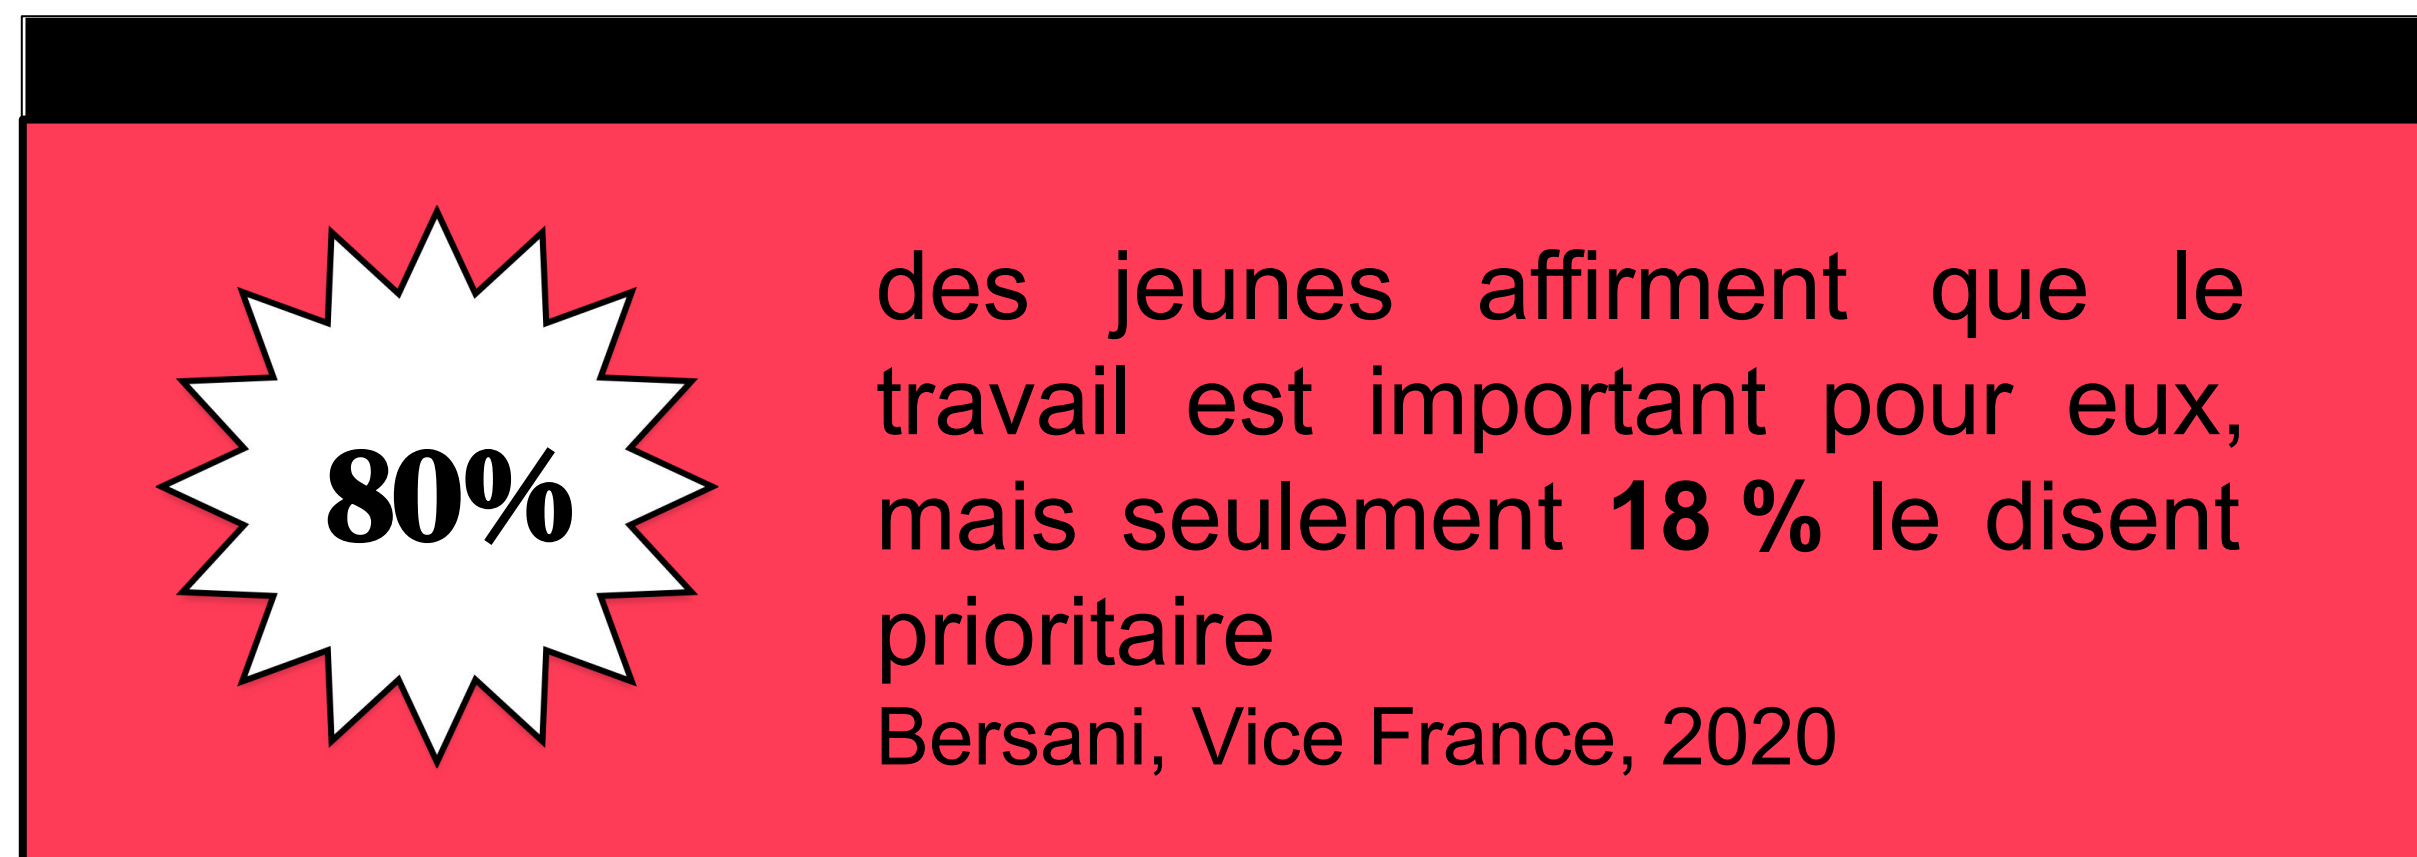 80%
des jeunes affirment que le
travail est important pour eux,
mais seulement 18 % le disent
prioritaire
Bersani, Vice France, 2020